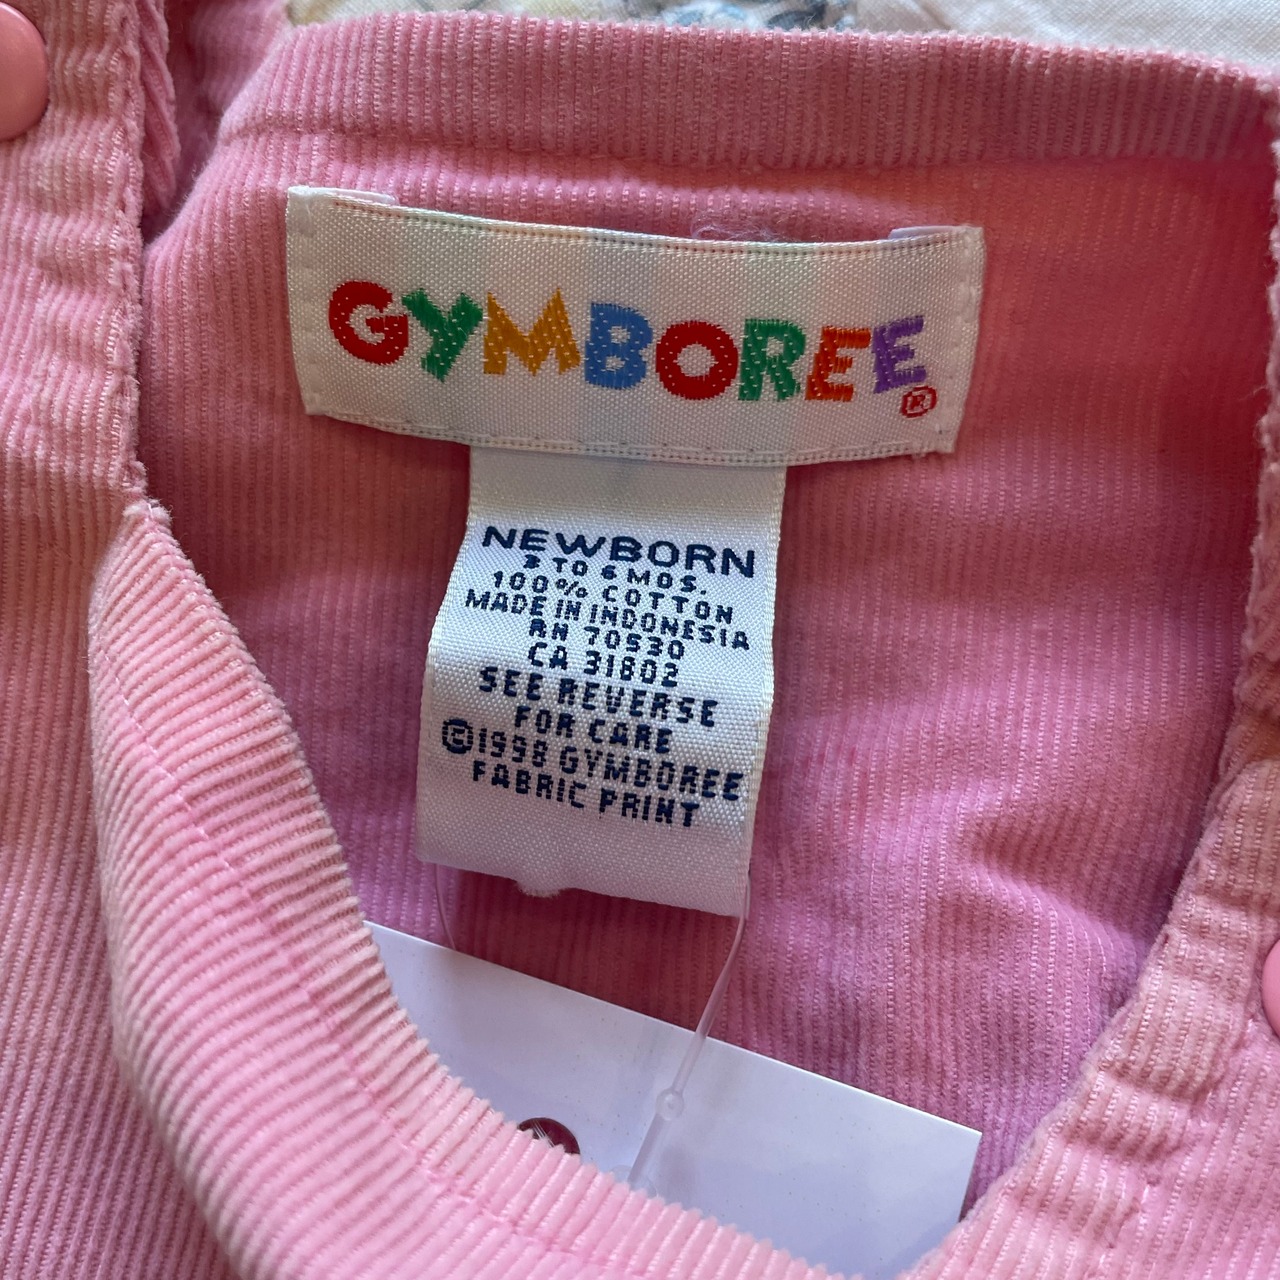 GYMBOREE®
NEWBORN
3 TO 6 MOS.
100% COTTON
MADE IN INDONESIA
RN 70530
CA 31802
SEE REVERSE
FOR CARE
©1998 GYMBOREE
FABRIC PRINT